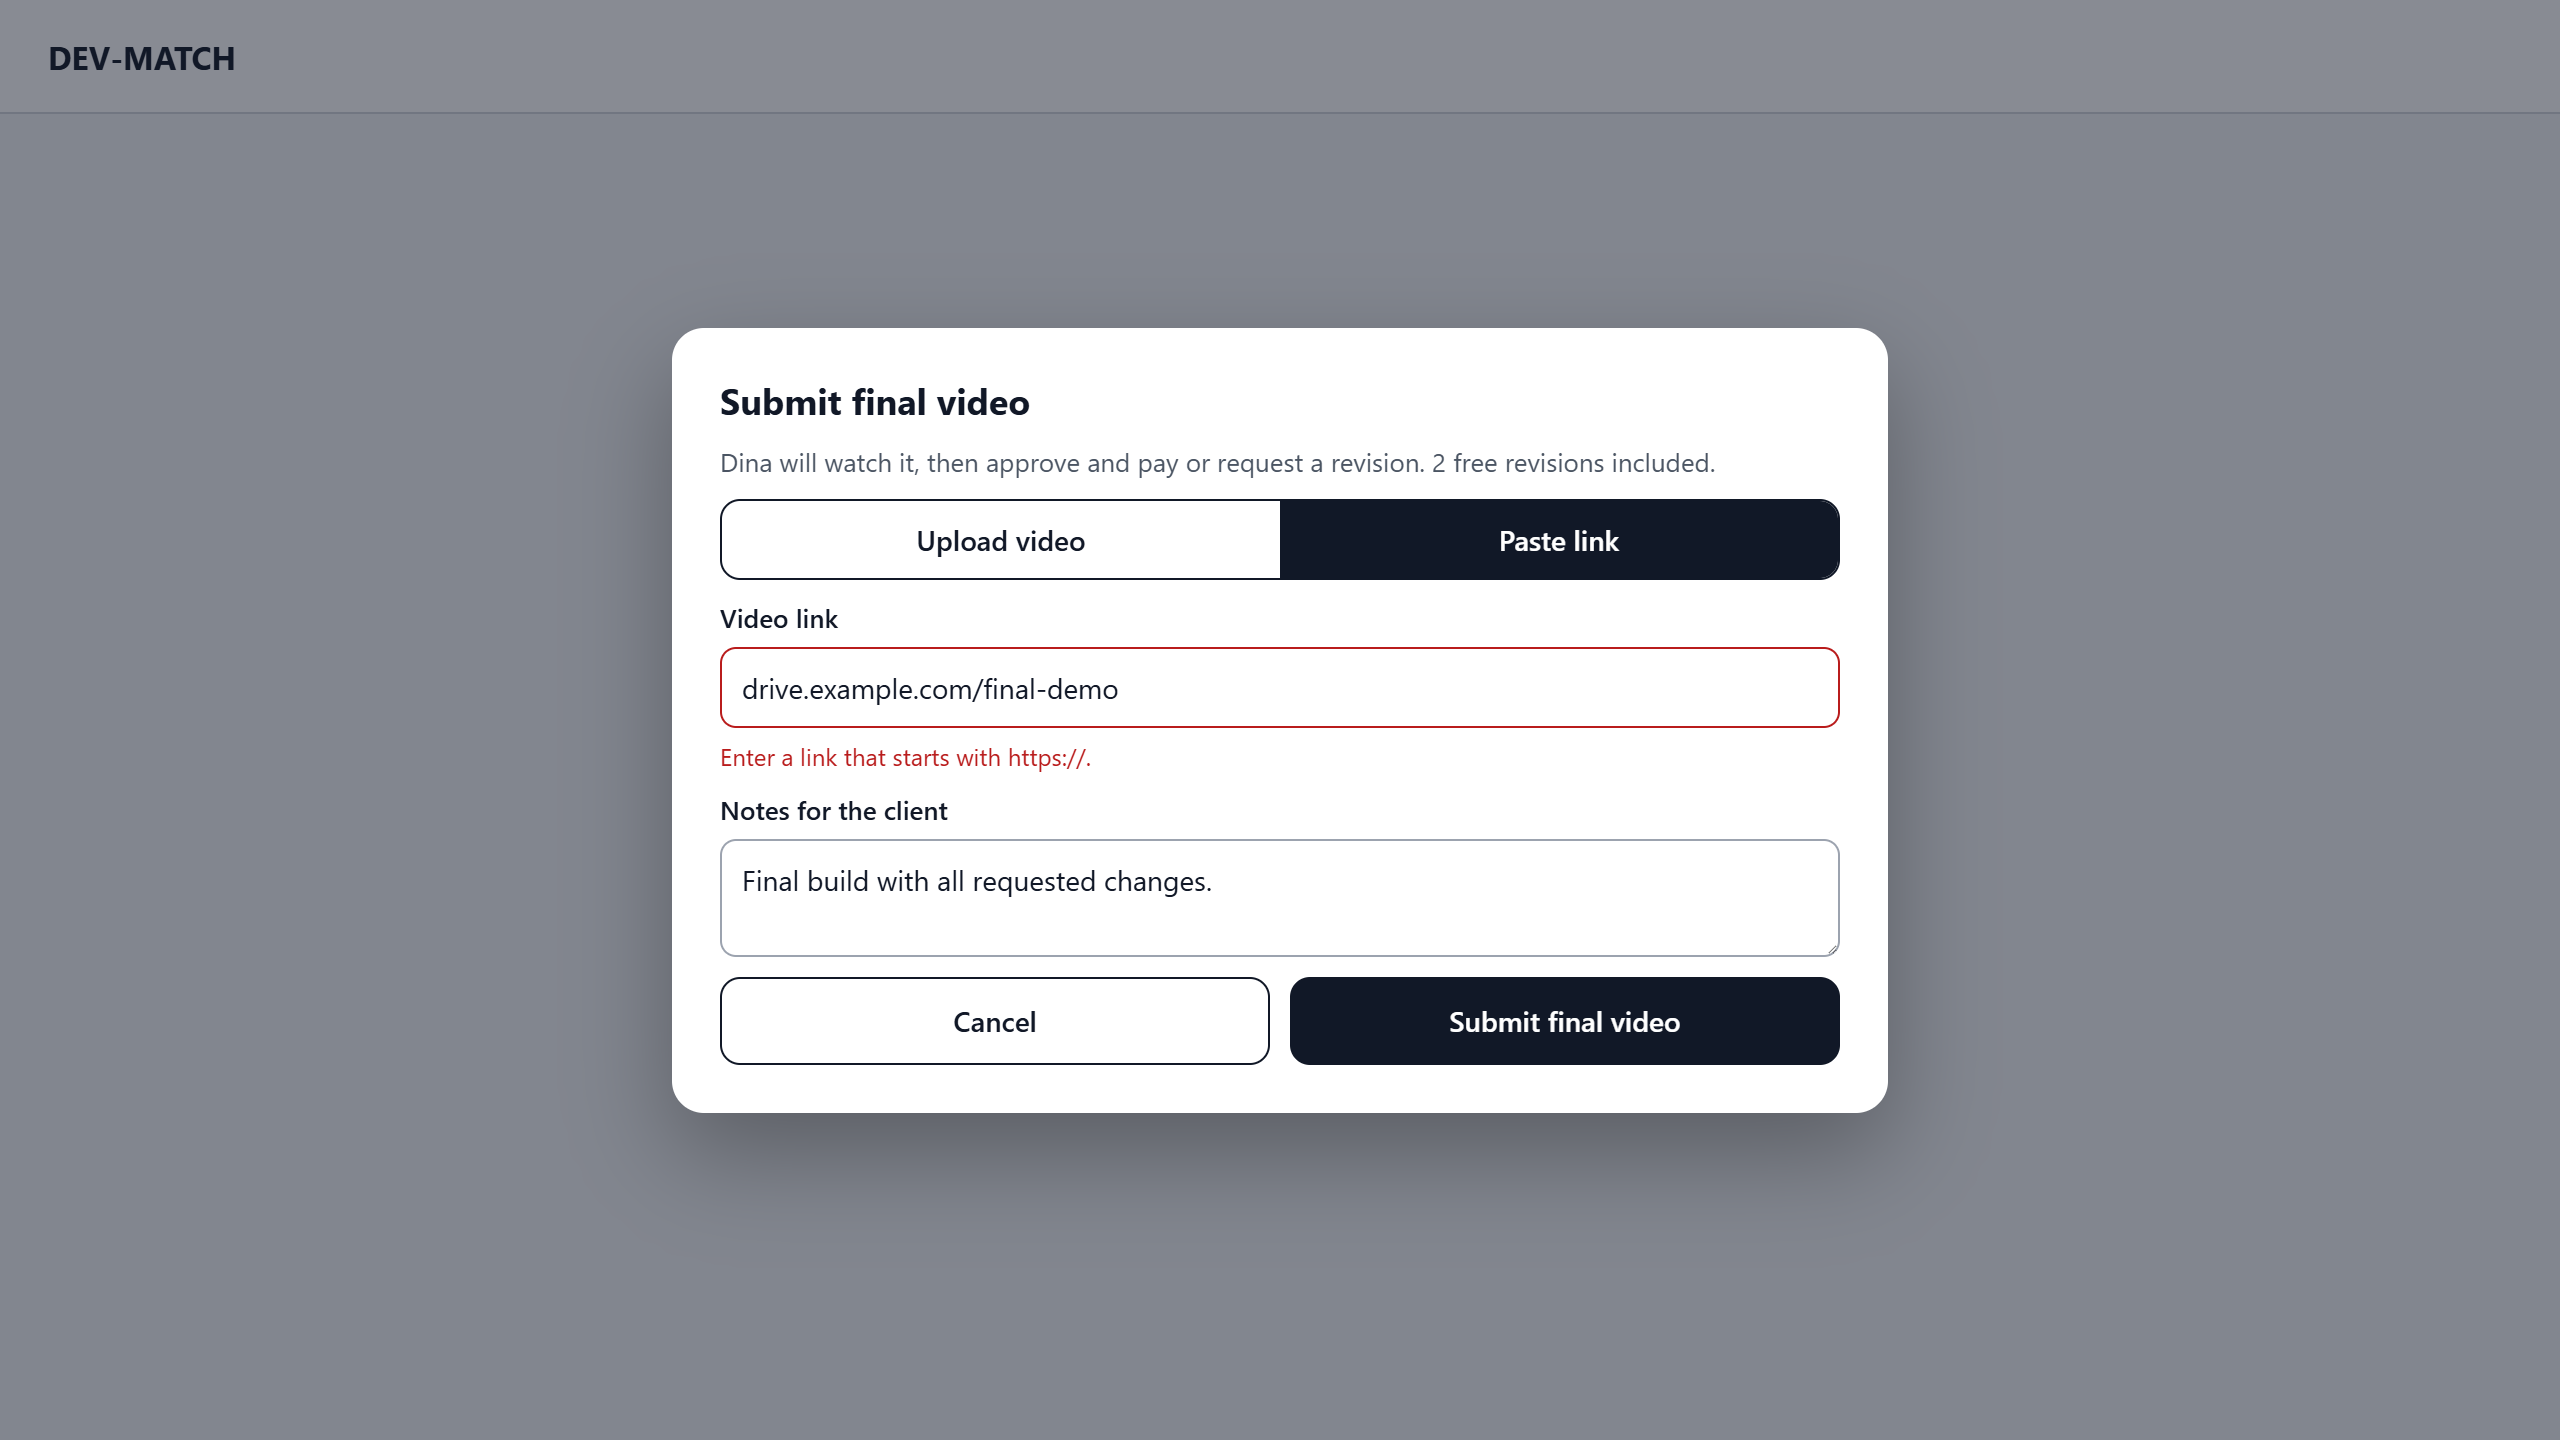 DEV-MATCH
Submit final video
Dina will watch it, then approve and pay or request a revision. 2 free revisions included.
Upload video
Paste link
Video link
drive.example.com/final-demo
Enter a link that starts with https://.
Notes for the client
Final build with all requested changes.
Cancel
Submit final video